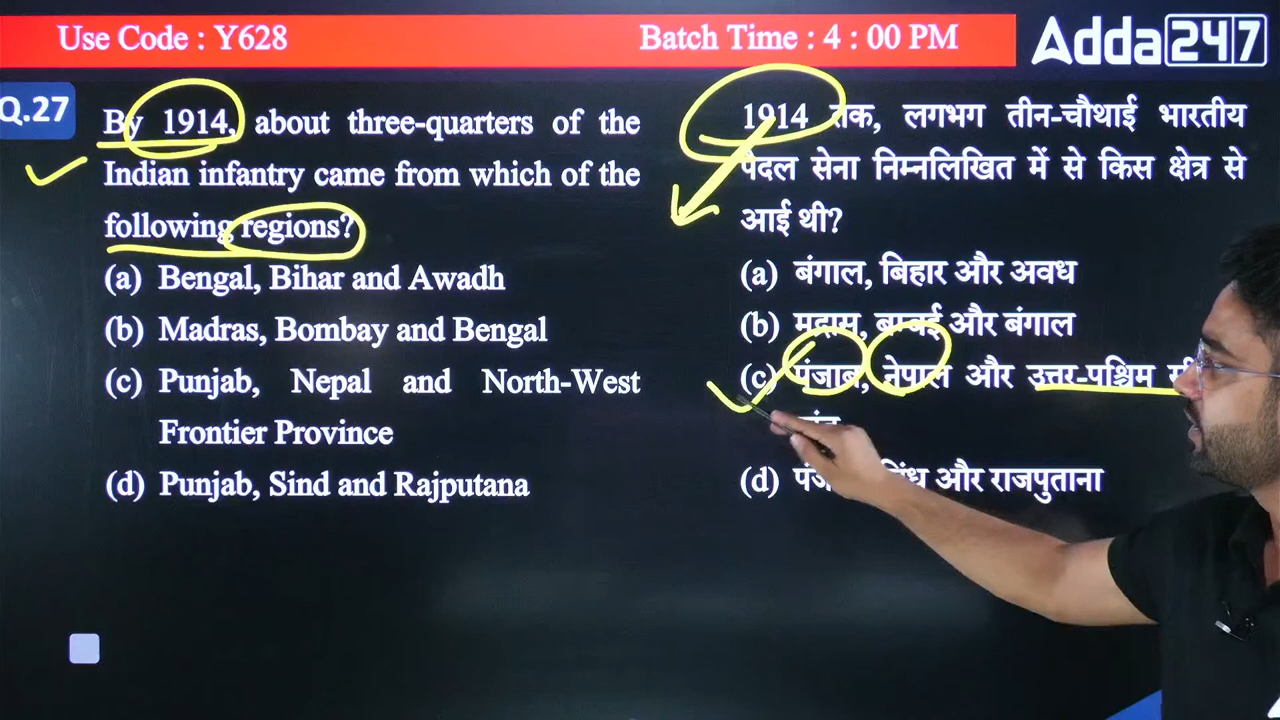 Use Code : Y628
Batch Time : 4 : 00 PM
Adda247
Q.27
By 1914, about three-quarters of the
Indian infantry came from which of the
following regions?
(a) Bengal, Bihar and Awadh
(b) Madras, Bombay and Bengal
(c) Punjab, Nepal and North-West
Frontier Province
(d) Punjab, Sind and Rajputana
1914 तक, लगभग तीन-चौथाई भारतीय
पैदल सेना निम्नलिखित में से किस क्षेत्र से
आई थी?
(a) बंगाल, बिहार और अवध
(b) मद्रास, बम्बई और बंगाल
(c) पंजाब, नेपाल और उत्तर-पश्चिम
(d) और राजपुताना